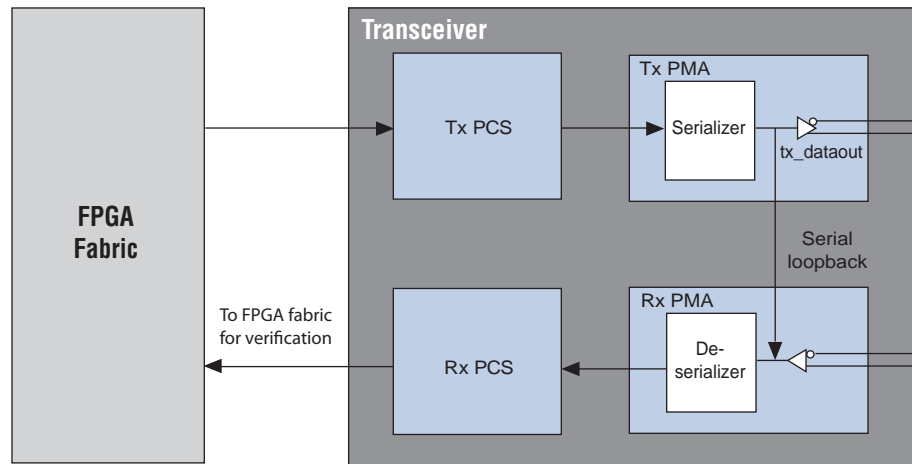 Transceiver
Tx PMA
Tx PCS
Serializer
tx_dataout
FPGA
Fabric
Serial
loopback
To FPGA fabric
for verification
Rx PMA
Rx PCS
De-
serializer